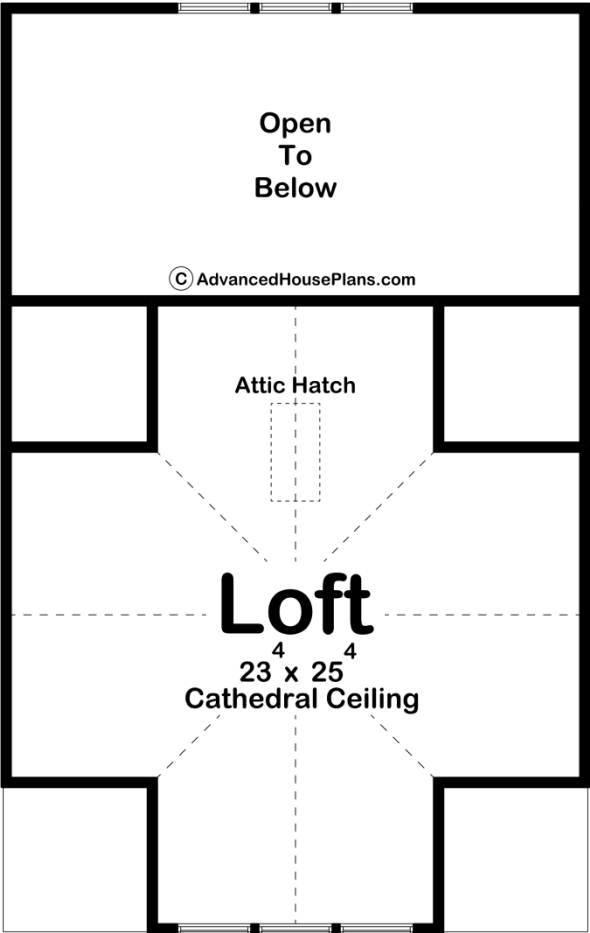 Open
To
Below
© AdvancedHousePlans.com
Attic Hatch
Loft
23⁴ x 25⁴
Cathedral Ceiling